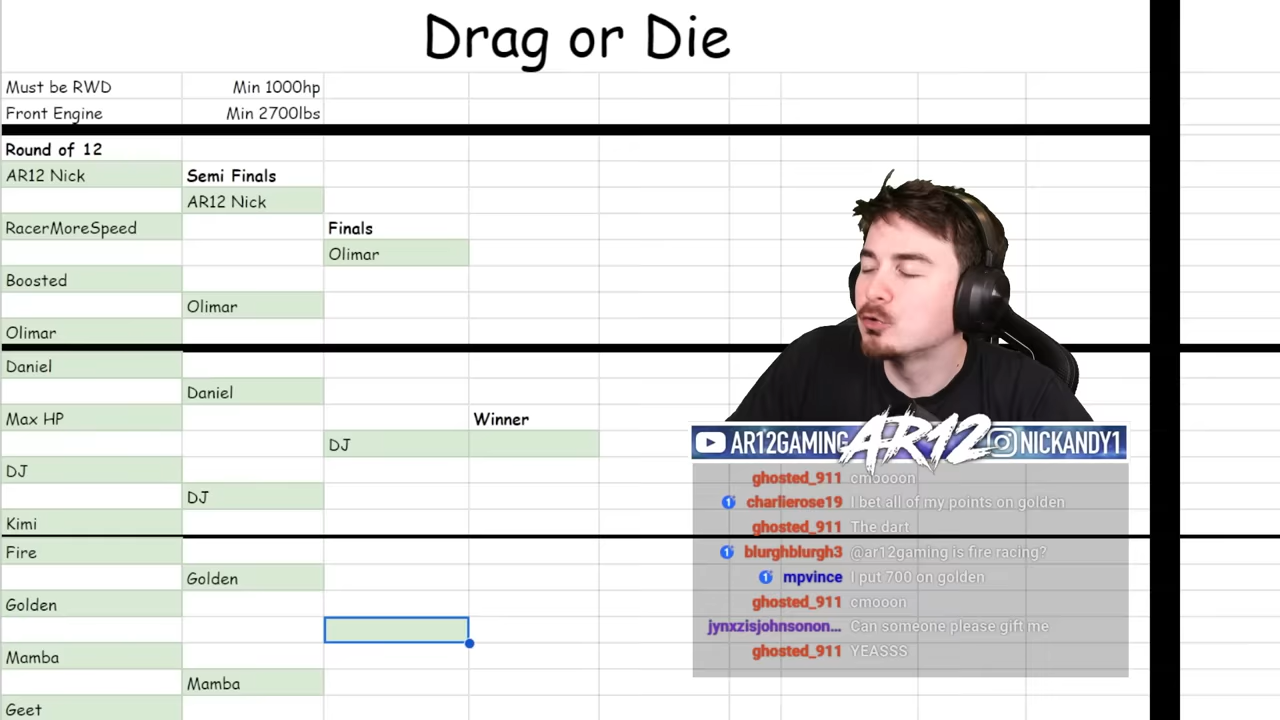 Drag or Die
Must be RWD Min 1000hp
Front Engine Min 2700lbs
Round of 12
AR12 Nick Semi Finals
AR12 Nick
RacerMoreSpeed Finals
Olimar
Boosted
Olimar
Olimar
Daniel
Daniel
Max HP Winner
DJ
DJ
DJ
Kimi
Fire
Golden
Golden
Mamba
Mamba
Geet
AR12GAMING AR12 NICKANDY1
ghosted_911 cmoooon
charlierose19 I bet all of my points on golden
ghosted_911 The dart
blurghblurgh3 @ar12gaming is fire racing?
mpvince I put 700 on golden
ghosted_911 cmooon
jynxzisjohnsonon... Can someone please gift me
ghosted_911 YEASSS